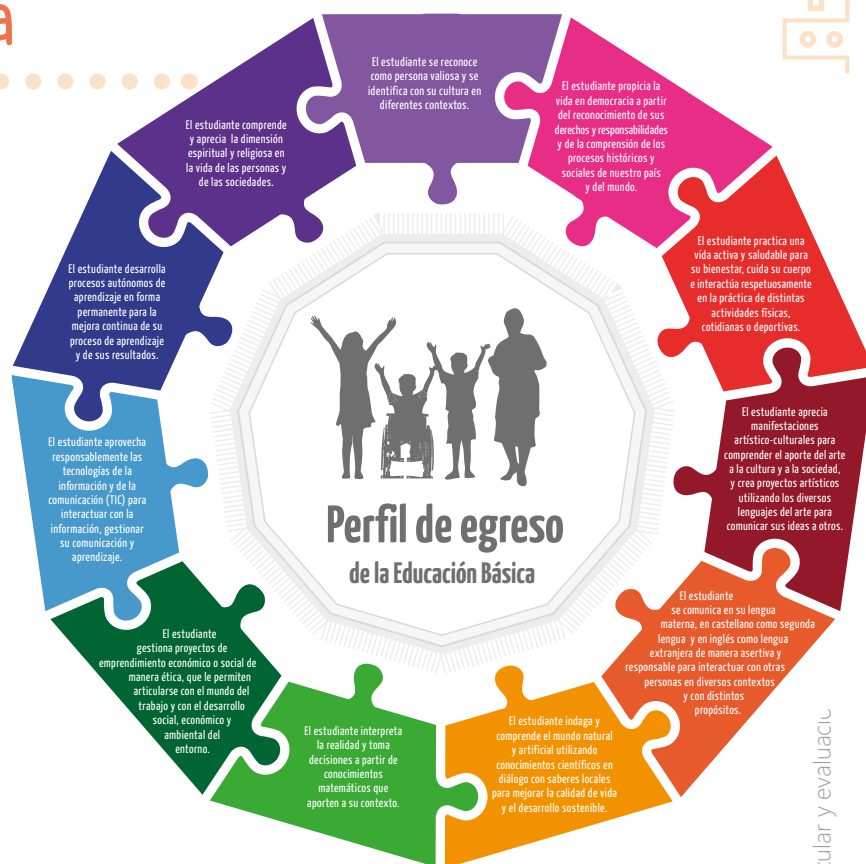 a
El estudiante se reconoce
como persona valiosa y se
identifica con su cultura en
diferentes contextos.
El estudiante propicia la
vida en democracia a partir
del reconocimiento de sus
derechos y responsabilidades
y de la comprensión de los
procesos históricos y
sociales de nuestro país
y del mundo.
El estudiante practica una
vida activa y saludable para
su bienestar, cuida su cuerpo
e interactúa respetuosamente
en la práctica de distintas
actividades físicas,
cotidianas o deportivas.
El estudiante aprecia
manifestaciones
artístico-culturales para
comprender el aporte del arte
a la cultura y a la sociedad,
y crea proyectos artísticos
utilizando los diversos
lenguajes del arte para
comunicar sus ideas a otros.
El estudiante
se comunica en su lengua
materna, en castellano como segunda
lengua y en inglés como lengua
extranjera de manera asertiva y
responsable para interactuar con otras
personas en diversos contextos
y con distintos
propósitos.
El estudiante indaga y
comprende el mundo natural
y artificial utilizando
conocimientos científicos en
diálogo con saberes locales
para mejorar la calidad de vida
y el desarrollo sostenible.
El estudiante interpreta
la realidad y toma
decisiones a partir de
conocimientos
matemáticos que
aporten a su contexto.
El estudiante
gestiona proyectos de
emprendimiento económico o social de
manera ética, que le permiten
articularse con el mundo del
trabajo y con el desarrollo
social, económico y
ambiental del
entorno.
El estudiante aprovecha
responsablemente las
tecnologías de la
información y de la
comunicación (TIC) para
interactuar con la
información, gestionar
su comunicación y
aprendizaje.
El estudiante desarrolla
procesos autónomos de
aprendizaje en forma
permanente para la
mejora continua de su
proceso de aprendizaje
y de sus resultados.
El estudiante comprende
y aprecia la dimensión
espiritual y religiosa en
la vida de las personas y
de las sociedades.
Perfil de egreso
de la Educación Básica
y